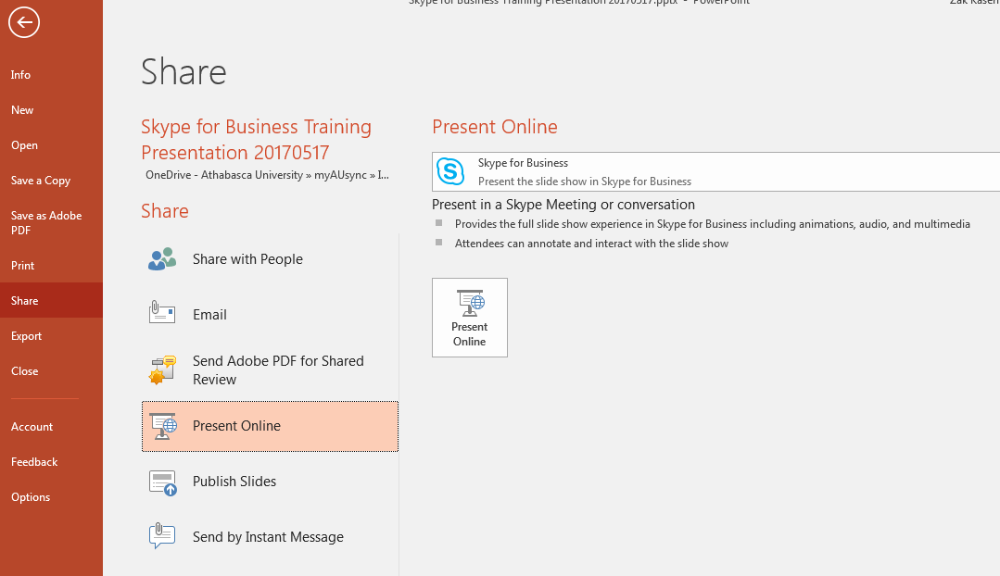 Skype for Business Training Presentation 20170517.pptx - PowerPoint
Zak Kasen
Info
New
Open
Save a Copy
Save as Adobe
PDF
Print
Share
Export
Close
Account
Feedback
Options
Share
Skype for Business Training
Presentation 20170517
OneDrive - Athabasca University » myAUsync » I...
Share
Share with People
Email
Send Adobe PDF for Shared
Review
Present Online
Publish Slides
Send by Instant Message
Present Online
Skype for Business
Present the slide show in Skype for Business
Present in a Skype Meeting or conversation
Provides the full slide show experience in Skype for Business including animations, audio, and multimedia
Attendees can annotate and interact with the slide show
Present
Online